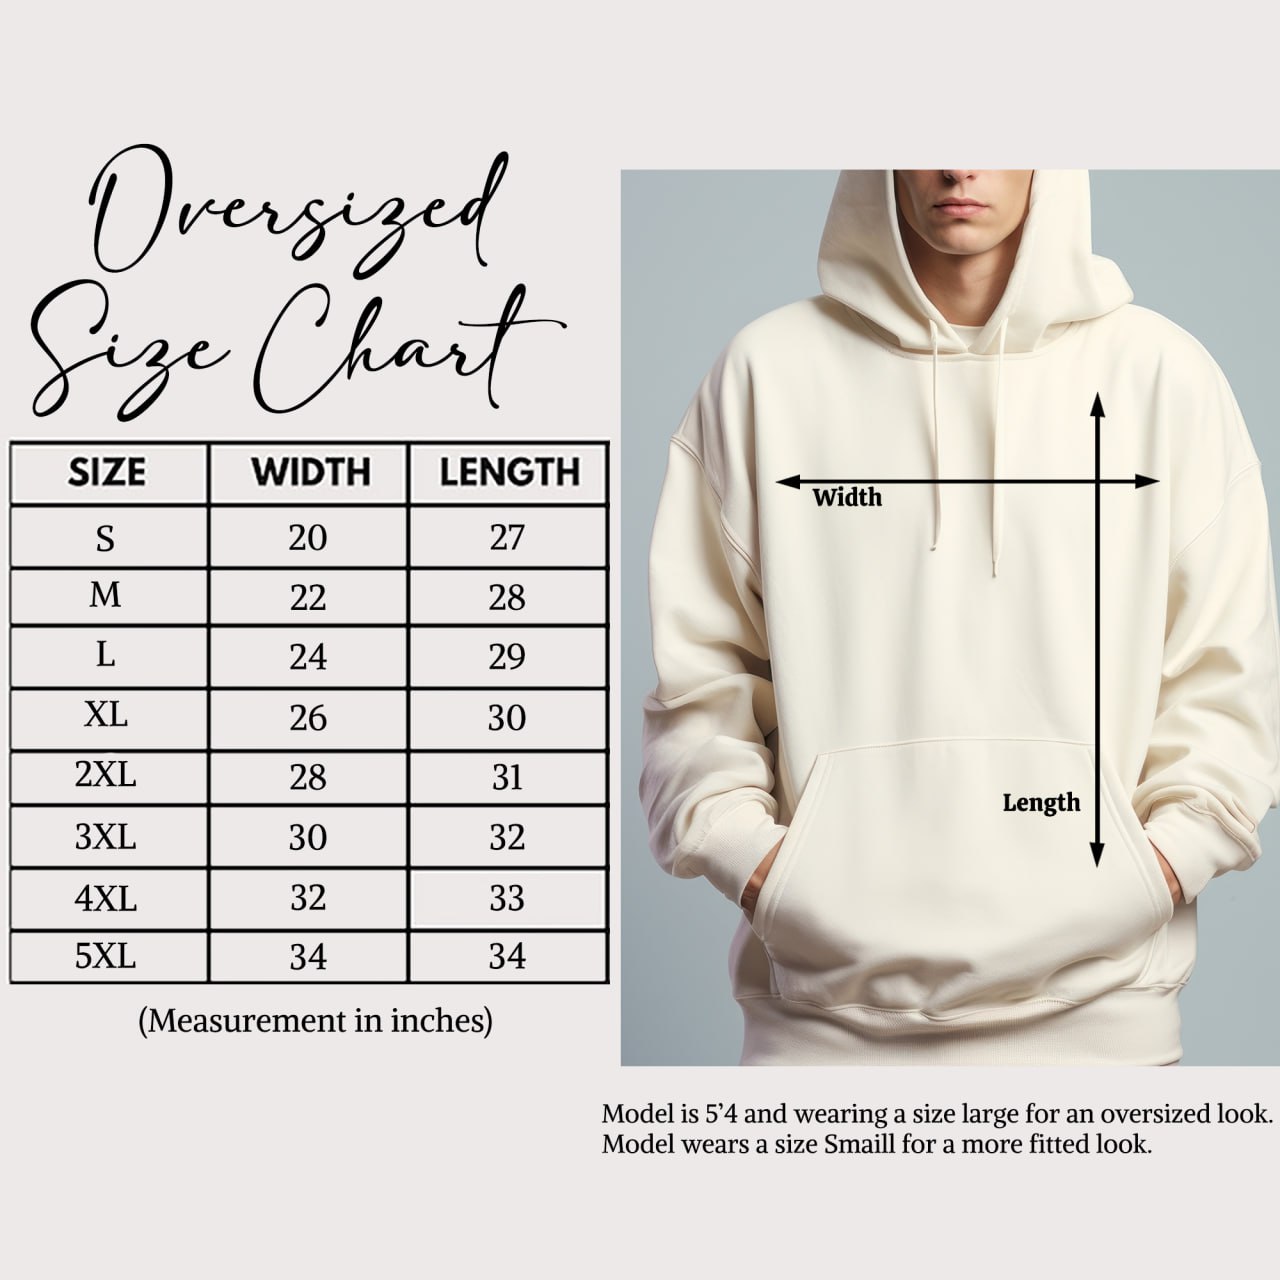 Oversized
Size Chart
SIZE WIDTH LENGTH
S 20 27
M 22 28
L 24 29
XL 26 30
2XL 28 31
3XL 30 32
4XL 32 33
5XL 34 34
(Measurement in inches)
Width
Length
Model is 5’4 and wearing a size large for an oversized look.
Model wears a size Smaill for a more fitted look.